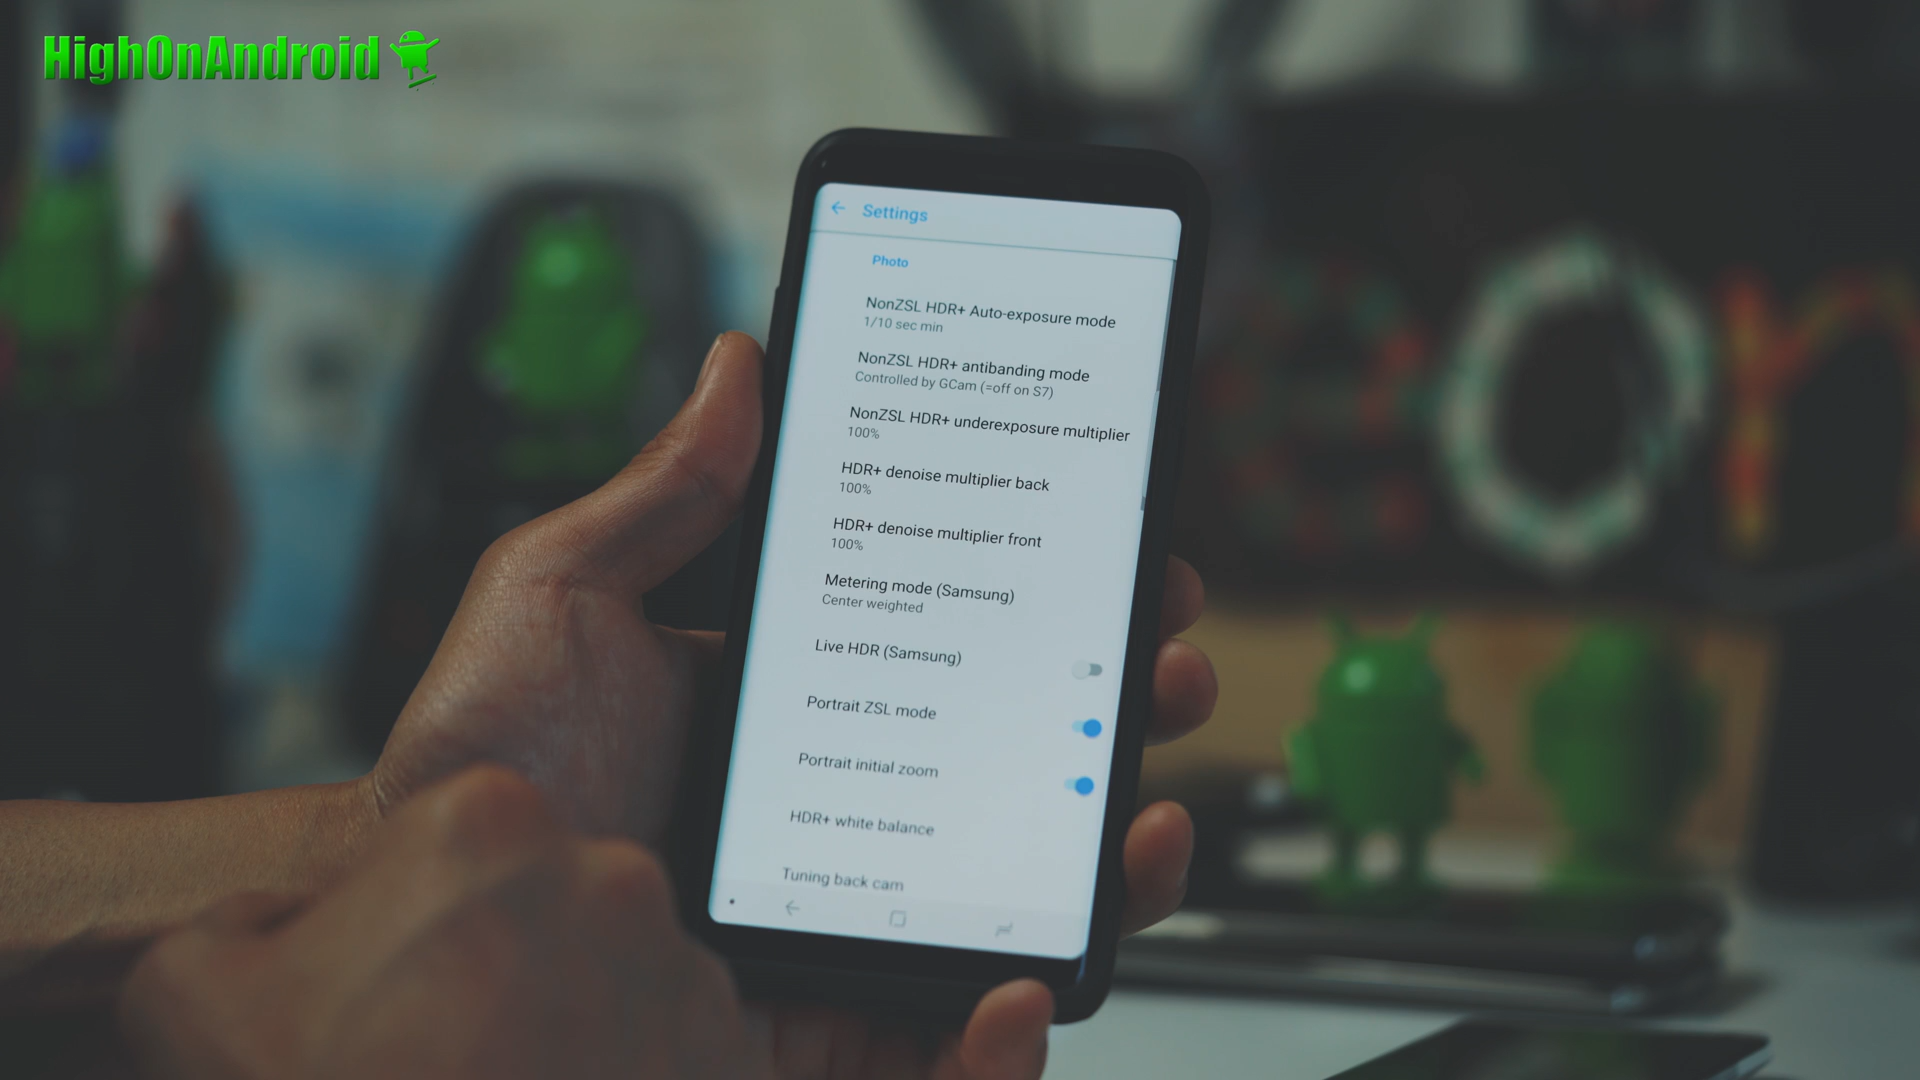 HighOnAndroid
Settings
Photo
NonZSL HDR+ Auto-exposure mode
1/10 sec min
NonZSL HDR+ antibanding mode
Controlled by GCam (=off on S7)
NonZSL HDR+ underexposure multiplier
100%
HDR+ denoise multiplier back
100%
HDR+ denoise multiplier front
100%
Metering mode (Samsung)
Center weighted
Live HDR (Samsung)
Portrait ZSL mode
Portrait initial zoom
HDR+ white balance
Tuning back cam